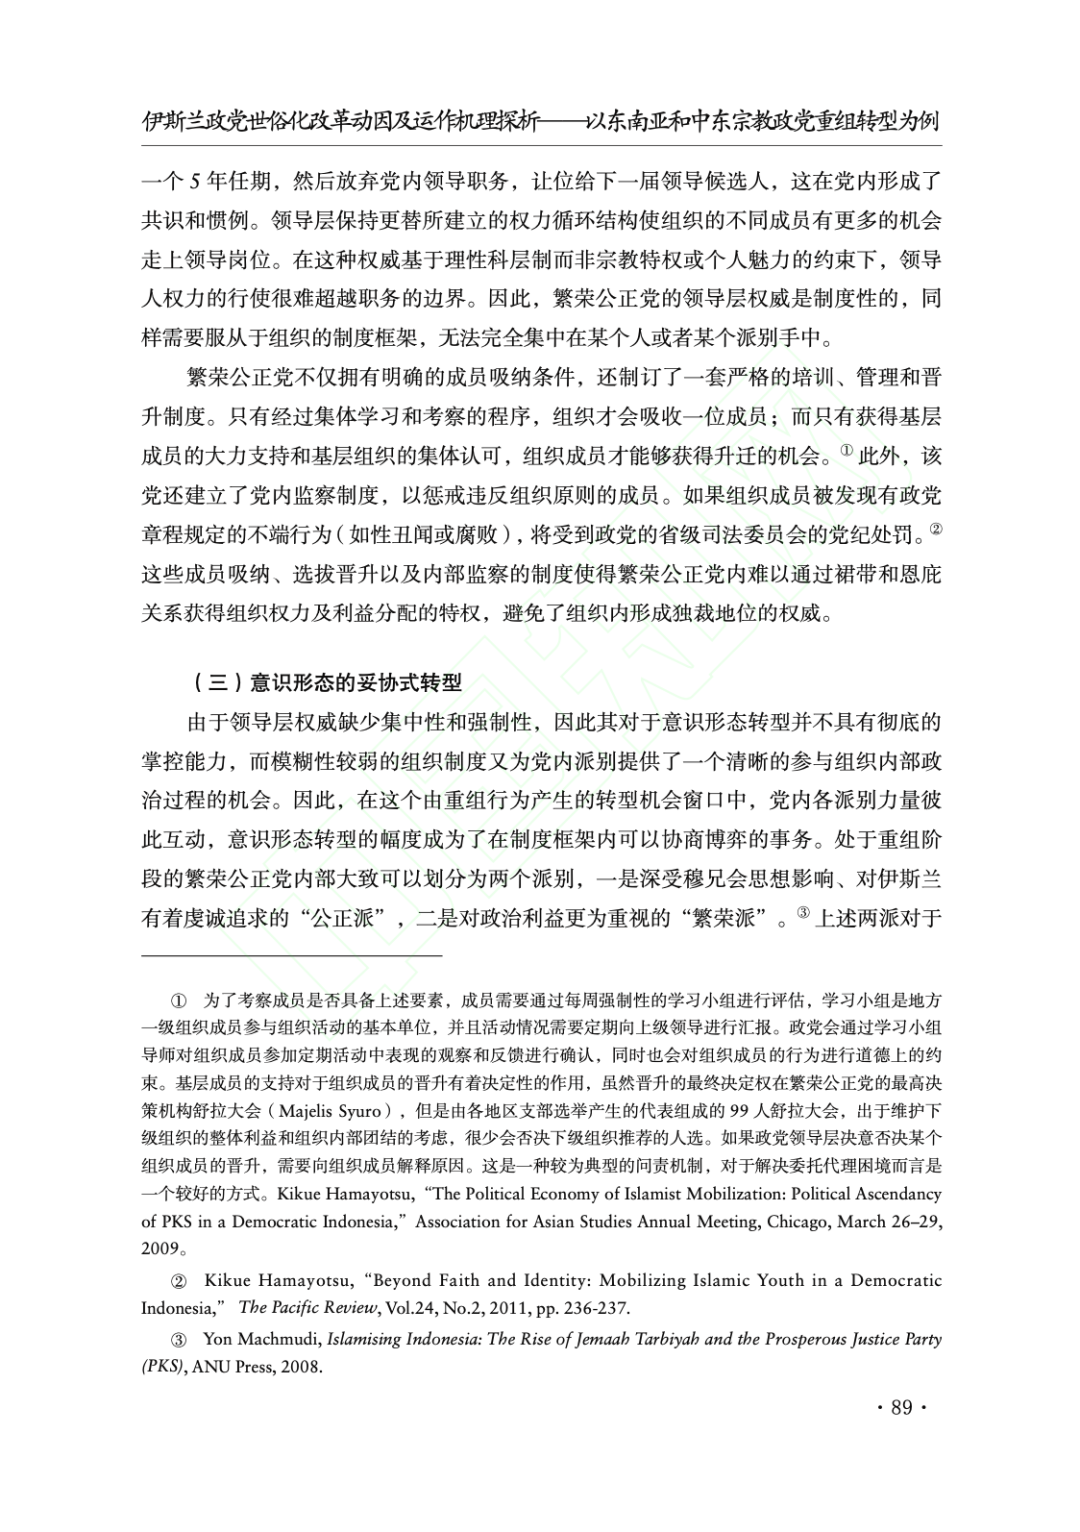 伊斯兰政党世俗化改革动因及运作机理探析——以东南亚和中东宗教政党重组转型为例
一个 5 年任期，然后放弃党内领导职务，让位给下一届领导候选人，这在党内形成了
共识和惯例。领导层保持更替所建立的权力循环结构使组织的不同成员有更多的机会
走上领导岗位。在这种权威基于理性科层制而非宗教特权或个人魅力的约束下，领导
人权力的行使很难超越职务的边界。因此，繁荣公正党的领导层权威是制度性的，同
样需要服从于组织的制度框架，无法完全集中在某个人或者某个派别手中。
繁荣公正党不仅拥有明确的成员吸纳条件，还制订了一套严格的培训、管理和晋
升制度。只有经过集体学习和考察的程序，组织才会吸收一位成员；而只有获得基层
成员的大力支持和基层组织的集体认可，组织成员才能够获得升迁的机会。① 此外，该
党还建立了党内监察制度，以惩戒违反组织原则的成员。如果组织成员被发现有政党
章程规定的不端行为（如性丑闻或腐败），将受到政党的省级司法委员会的党纪处罚。②
这些成员吸纳、选拔晋升以及内部监察的制度使得繁荣公正党内难以通过裙带和恩庇
关系获得组织权力及利益分配的特权，避免了组织内形成独裁地位的权威。
（三）意识形态的妥协式转型
由于领导层权威缺少集中性和强制性，因此其对于意识形态转型并不具有彻底的
掌控能力，而模糊性较弱的组织制度又为党内派别提供了一个清晰的参与组织内部政
治过程的机会。因此，在这个由重组行为产生的转型机会窗口中，党内各派别力量彼
此互动，意识形态转型的幅度成为了在制度框架内可以协商博弈的事务。处于重组阶
段的繁荣公正党内部大致可以划分为两个派别，一是深受穆兄会思想影响、对伊斯兰
有着虔诚追求的“公正派”，二是对政治利益更为重视的“繁荣派”。③ 上述两派对于
① 为了考察成员是否具备上述要素，成员需要通过每周强制性的学习小组进行评估，学习小组是地方
一级组织成员参与组织活动的基本单位，并且活动情况需要定期向上级领导进行汇报。政党会通过学习小组
导师对组织成员参加定期活动中表现的观察和反馈进行确认，同时也会对组织成员的行为进行道德上的约
束。基层成员的支持对于组织成员的晋升有着决定性的作用，虽然晋升的最终决定权在繁荣公正党的最高决
策机构舒拉大会（Majelis Syuro），但是由各地区支部选举产生的代表组成的 99 人舒拉大会，出于维护下
级组织的整体利益和组织内部团结的考虑，很少会否决下级组织推荐的人选。如果政党领导层决意否决某个
组织成员的晋升，需要向组织成员解释原因。这是一种较为典型的问责机制，对于解决委托代理困境而言是
一个较好的方式。Kikue Hamayotsu,“The Political Economy of Islamist Mobilization: Political Ascendancy
of PKS in a Democratic Indonesia,” Association for Asian Studies Annual Meeting, Chicago, March 26–29,
2009。
② Kikue Hamayotsu, “Beyond Faith and Identity: Mobilizing Islamic Youth in a Democratic
Indonesia,” The Pacific Review, Vol.24, No.2, 2011, pp. 236-237.
③ Yon Machmudi, Islamising Indonesia: The Rise of Jemaah Tarbiyah and the Prosperous Justice Party
(PKS), ANU Press, 2008.
· 89 ·
中国知网